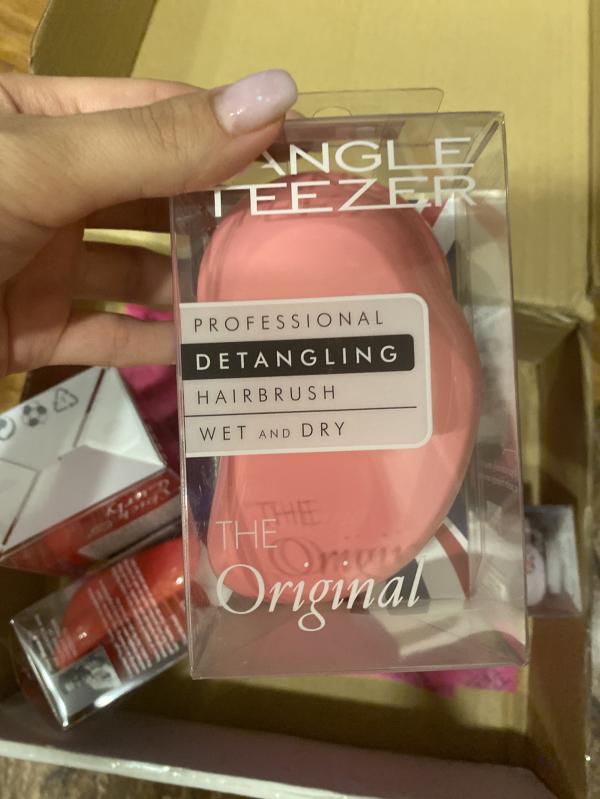 ANGLE
TEEZER
PROFESSIONAL
DETANGLING
HAIRBRUSH
WET AND DRY
THE
Original